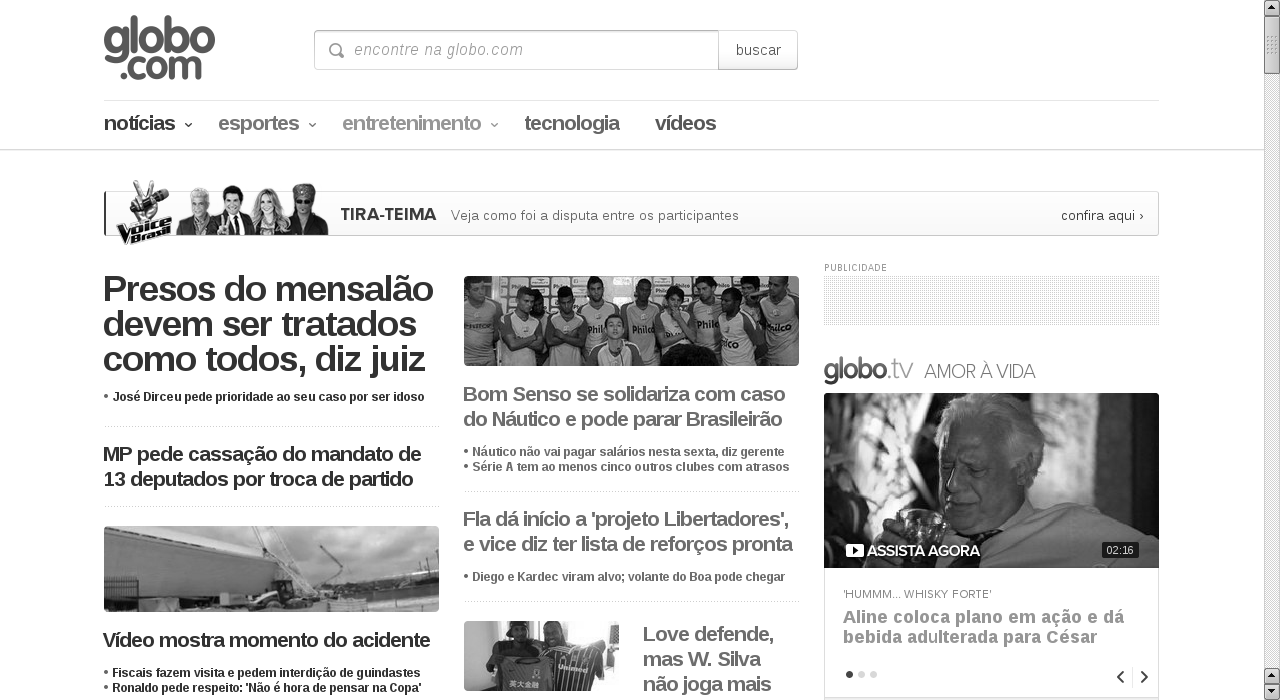 globo
.com
encontre na globo.com
buscar
notícias
esportes
entretenimento
tecnologia
vídeos
the
Voice
Brasil
TIRA-TEIMA
Veja como foi a disputa entre os participantes
confira aqui ›
Presos do mensalão
devem ser tratados
como todos, diz juiz
• José Dirceu pede prioridade ao seu caso por ser idoso
MP pede cassação do mandato de
13 deputados por troca de partido
Vídeo mostra momento do acidente
• Fiscais fazem visita e pedem interdição de guindastes
• Ronaldo pede respeito: 'Não é hora de pensar na Copa'
Philco
Philco
Philco
Bom Senso se solidariza com caso
do Náutico e pode parar Brasileirão
• Náutico não vai pagar salários nesta sexta, diz gerente
• Série A tem ao menos cinco outros clubes com atrasos
Fla dá início a 'projeto Libertadores',
e vice diz ter lista de reforços pronta
• Diego e Kardec viram alvo; volante do Boa pode chegar
Unimed
Love defende,
mas W. Silva
não joga mais
PUBLICIDADE
globo.tv AMOR À VIDA
ASSISTA AGORA
02:16
'HUMMM... WHISKY FORTE'
Aline coloca plano em ação e dá
bebida adulterada para César